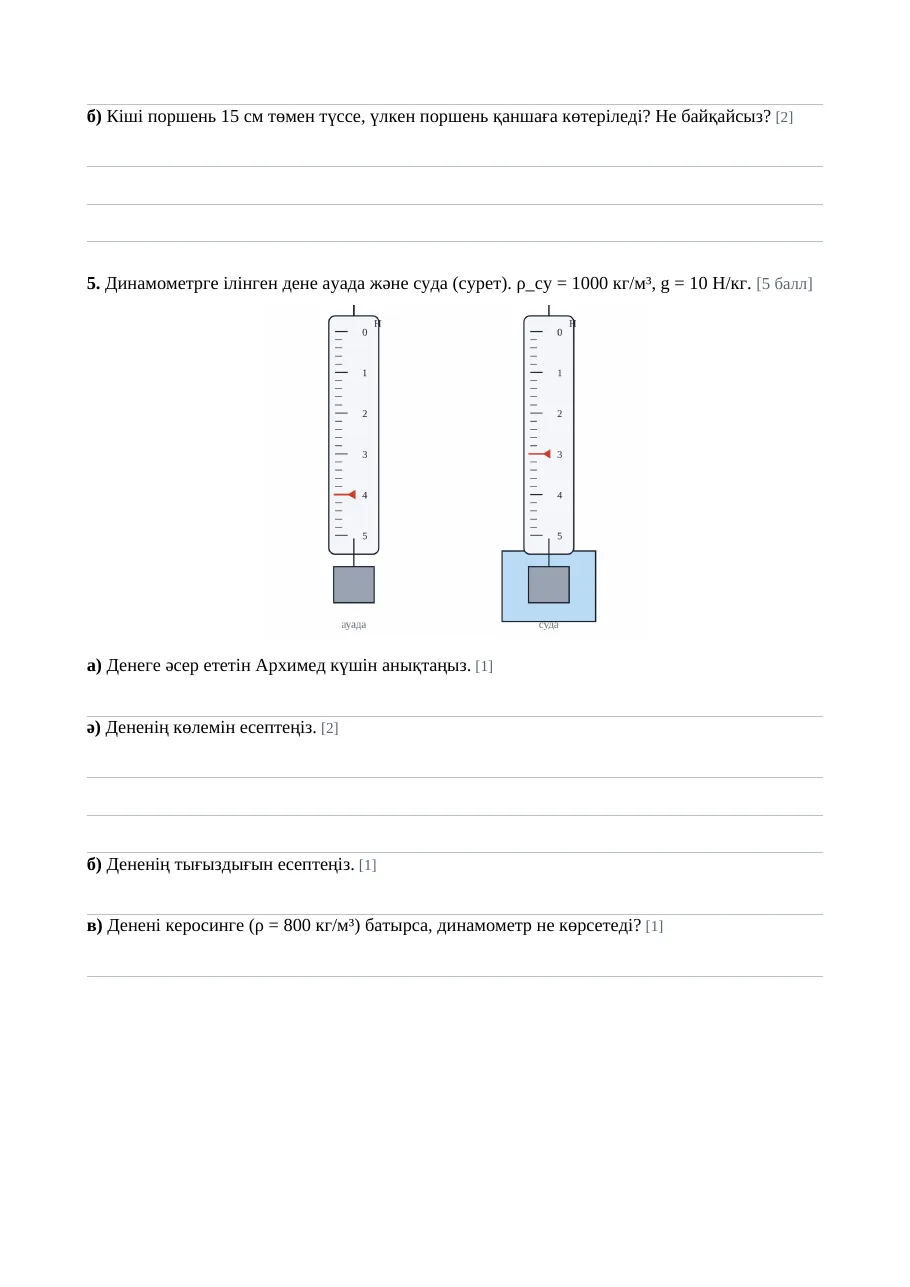 б) Кіші поршень 15 см төмен түссе, үлкен поршень қаншаға көтеріледі? Не байқайсыз? [2]
5. Динамометрге ілінген дене ауада және суда (сурет). ρ_су = 1000 кг/м³, g = 10 Н/кг. [5 балл]
Н
0
1
2
3
4
5
ауада
Н
0
1
2
3
4
5
суда
а) Денеге әсер ететін Архимед күшін анықтаңыз. [1]
ә) Дененің көлемін есептеңіз. [2]
б) Дененің тығыздығын есептеңіз. [1]
в) Денені керосинге (ρ = 800 кг/м³) батырса, динамометр не көрсетеді? [1]